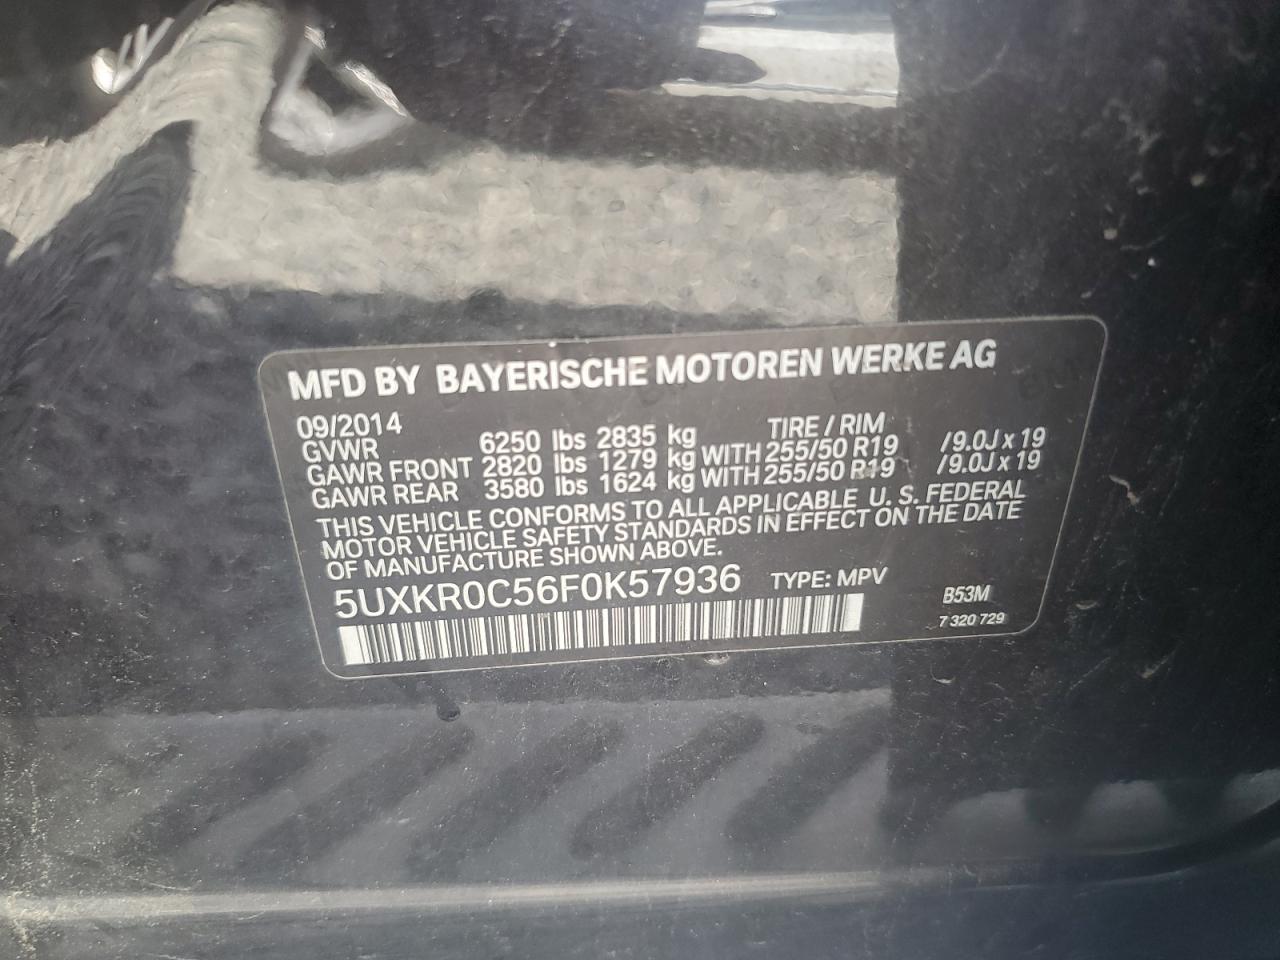 MFD BY BAYERISCHE MOTOREN WERKE AG
09/2014 TIRE / RIM
GVWR 6250 lbs 2835 kg
GAWR FRONT 2820 lbs 1279 kg WITH 255/50 R19 /9.0J x 19
GAWR REAR 3580 lbs 1624 kg WITH 255/50 R19 /9.0J x 19
THIS VEHICLE CONFORMS TO ALL APPLICABLE U. S. FEDERAL
MOTOR VEHICLE SAFETY STANDARDS IN EFFECT ON THE DATE
OF MANUFACTURE SHOWN ABOVE.
5UXKR0C56F0K57936 TYPE: MPV
B53M
7 320 729